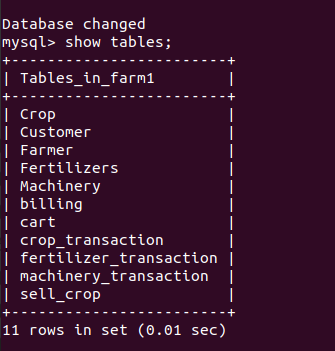 Database changed
mysql> show tables;
+------------------------+
| Tables_in_farm1        |
+------------------------+
| Crop                   |
| Customer               |
| Farmer                 |
| Fertilizers            |
| Machinery              |
| billing                |
| cart                   |
| crop_transaction       |
| fertilizer_transaction |
| machinery_transaction  |
| sell_crop              |
+------------------------+
11 rows in set (0.01 sec)